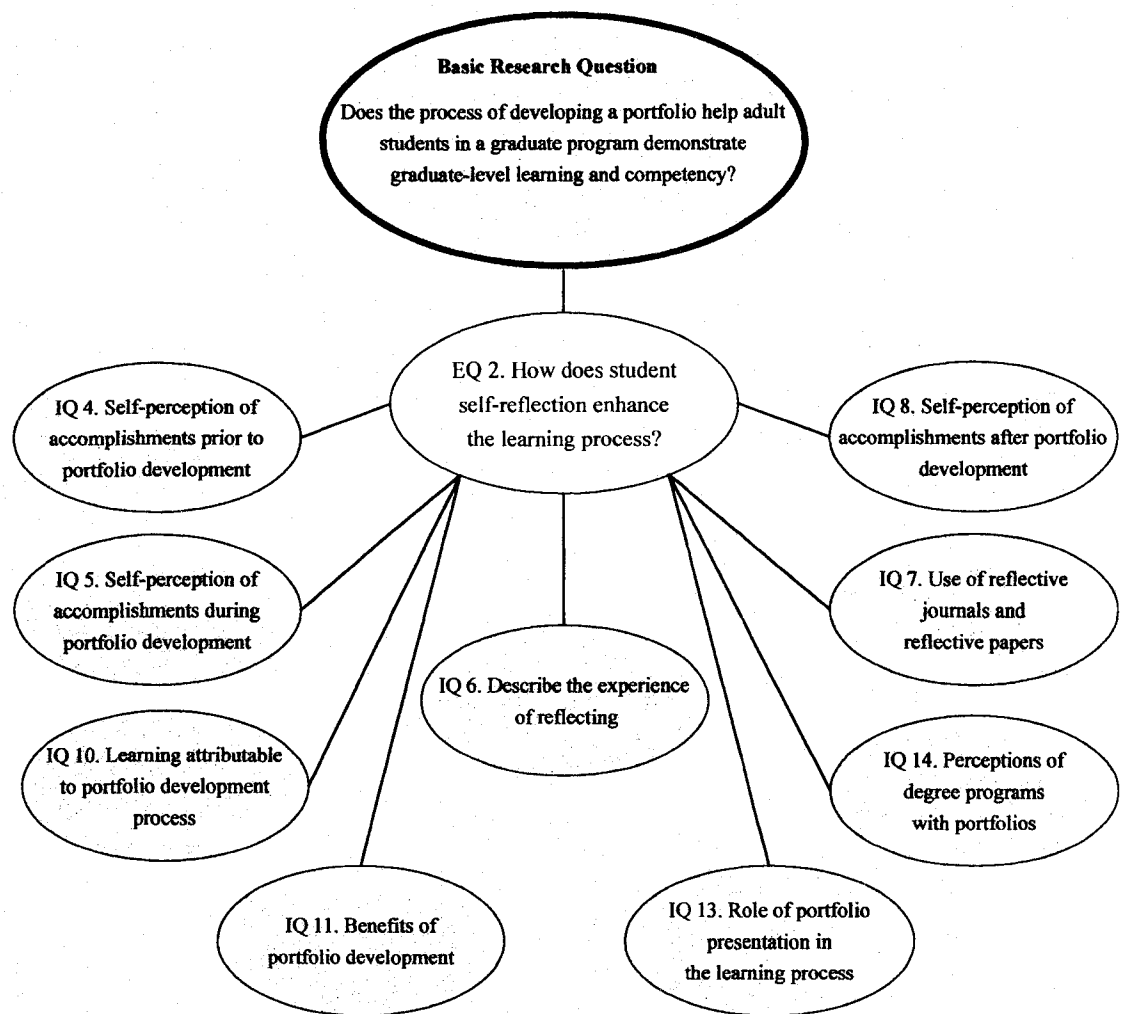 Basic Research Question
Does the process of developing a portfolio help adult
students in a graduate program demonstrate
graduate-level learning and competency?
EQ 2. How does student
self-reflection enhance
the learning process?
IQ 4. Self-perception of
accomplishments prior to
portfolio development
IQ 8. Self-perception of
accomplishments after portfolio
development
IQ 5. Self-perception of
accomplishments during
portfolio development
IQ 7. Use of reflective
journals and
reflective papers
IQ 6. Describe the experience
of reflecting
IQ 10. Learning attributable
to portfolio development
process
IQ 14. Perceptions of
degree programs
with portfolios
IQ 11. Benefits of
portfolio development
IQ 13. Role of portfolio
presentation in
the learning process